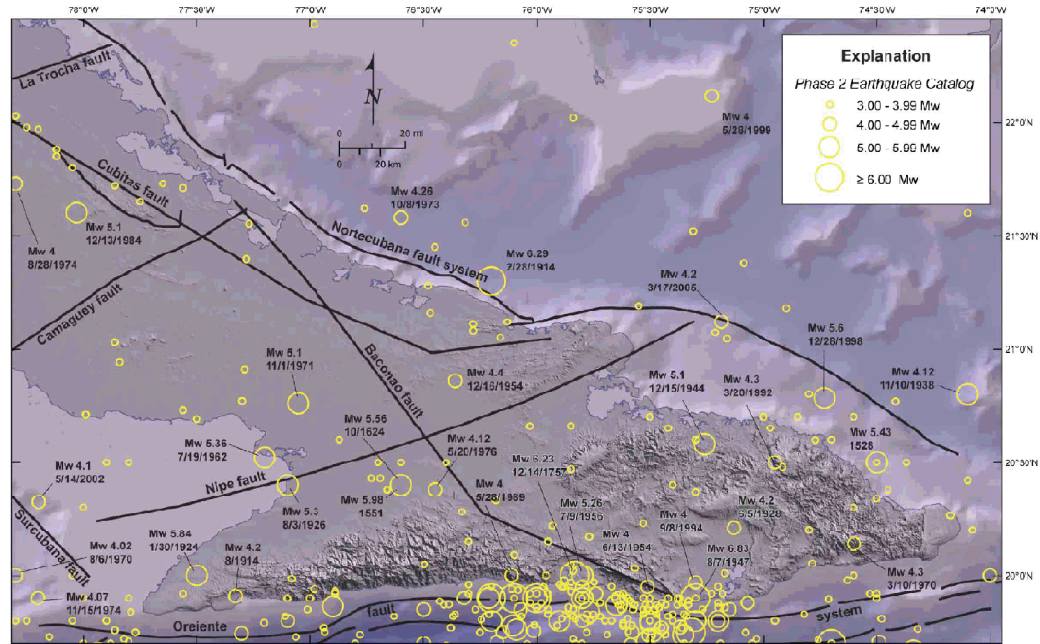 78°0'W 77°30'W 77°0'W 76°30'W 76°0'W 75°30'W 75°0'W 74°30'W 74°0'W
La Trocha fault
N
0 20 mi
0 20 km
Explanation
Phase 2 Earthquake Catalog
3.00 - 3.99 Mw
4.00 - 4.99 Mw
5.00 - 5.99 Mw
≥ 6.00 Mw
Mw 4
5/28/1999
22°0'N
Cubitas fault
Mw 5.1
12/13/1984
Mw 4
8/28/1974
Mw 4.26
10/8/1973
Nortecubana fault system
Mw 6.29
2/28/1914
21°30'N
Mw 4.2
3/17/2005
Camaguey fault
Baconao fault
21°0'N
Mw 5.1
11/1/1971
Mw 4.4
12/16/1954
Mw 5.1
12/15/1944
Mw 4.3
3/20/1992
Mw 5.6
12/28/1998
Mw 4.12
11/10/1938
Mw 5.56
10/1624
Mw 5.36
7/19/1962
Mw 4.12
5/20/1976
Mw 6.23
12/14/1757
Mw 5.43
1528
20°30'N
Mw 4.1
5/14/2002
Nipe fault
Mw 5.3
8/3/1926
Mw 5.98
1551
Mw 4
5/28/1989
Mw 5.26
7/9/1956
Mw 4
9/8/1994
Mw 4.2
6/5/1928
Surcubana fault
Mw 4.02
8/6/1970
Mw 5.84
1/30/1924
Mw 4.2
8/1914
Mw 4
6/13/1954
Mw 6.83
8/7/1947
Mw 4.3
3/10/1970
20°0'N
Mw 4.07
11/15/1974
Oreiente fault system